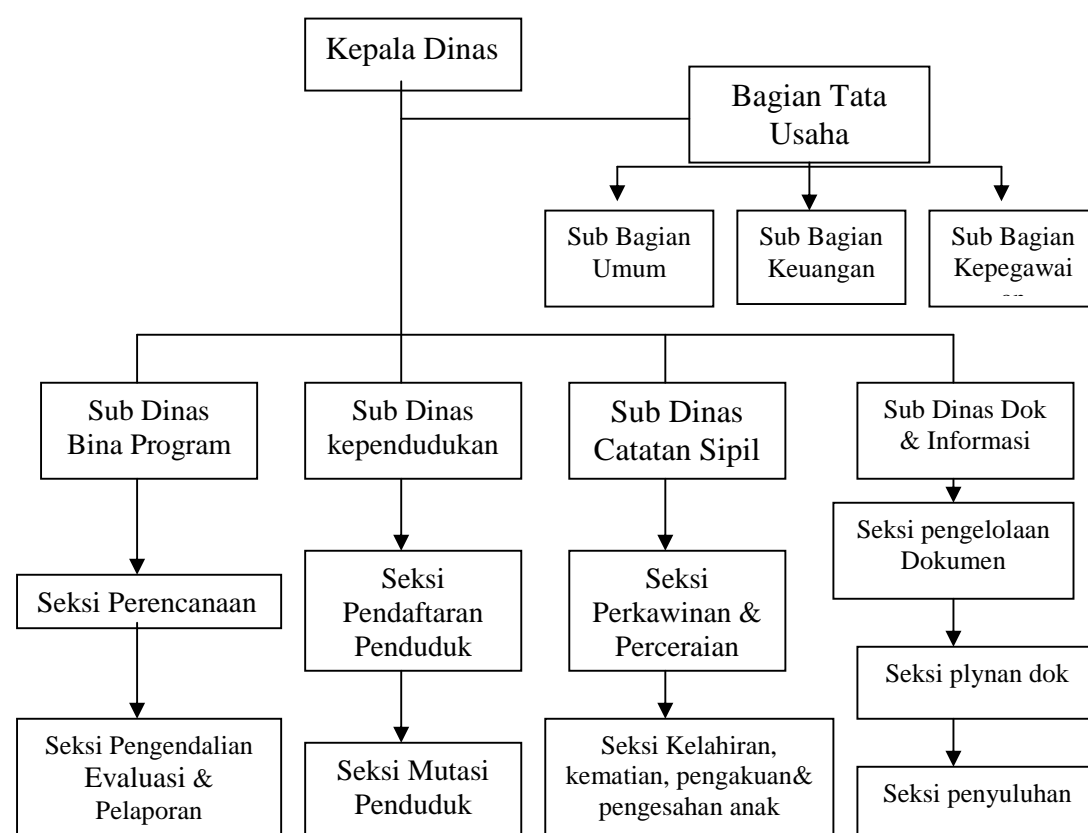 Kepala Dinas
Bagian Tata
Usaha
Sub Bagian
Umum
Sub Bagian
Keuangan
Sub Bagian
Kepegawai
Sub Dinas
Bina Program
Sub Dinas
kependudukan
Sub Dinas
Catatan Sipil
Sub Dinas Dok
& Informasi
Seksi Perencanaan
Seksi
Pendaftaran
Penduduk
Seksi
Perkawinan &
Perceraian
Seksi pengelolaan
Dokumen
Seksi plynan dok
Seksi Pengendalian
Evaluasi &
Pelaporan
Seksi Mutasi
Penduduk
Seksi Kelahiran,
kematian, pengakuan&
pengesahan anak
Seksi penyuluhan